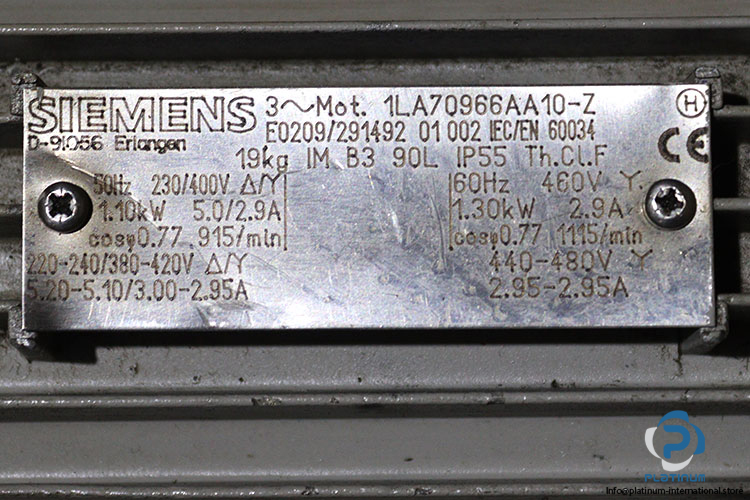 SIEMENS 3~Mot. 1LA70966AA10-Z
H
E0209/291492 01 002 IEC/EN 60034
D-91056 Erlangen
19kg IM B3 90L IP55 Th.Cl.F
CE
50Hz 230/400V Δ/Y
60Hz 460V Y
1.10kW 5.0/2.9A
1.30kW 2.9A
cosφ0.77 915/min
cosφ0.77 1115/min
220-240/380-420V Δ/Y
440-480V Y
5.20-5.10/3.00-2.95A
2.95-2.95A
PLATINUM
Info@platinum-international.store